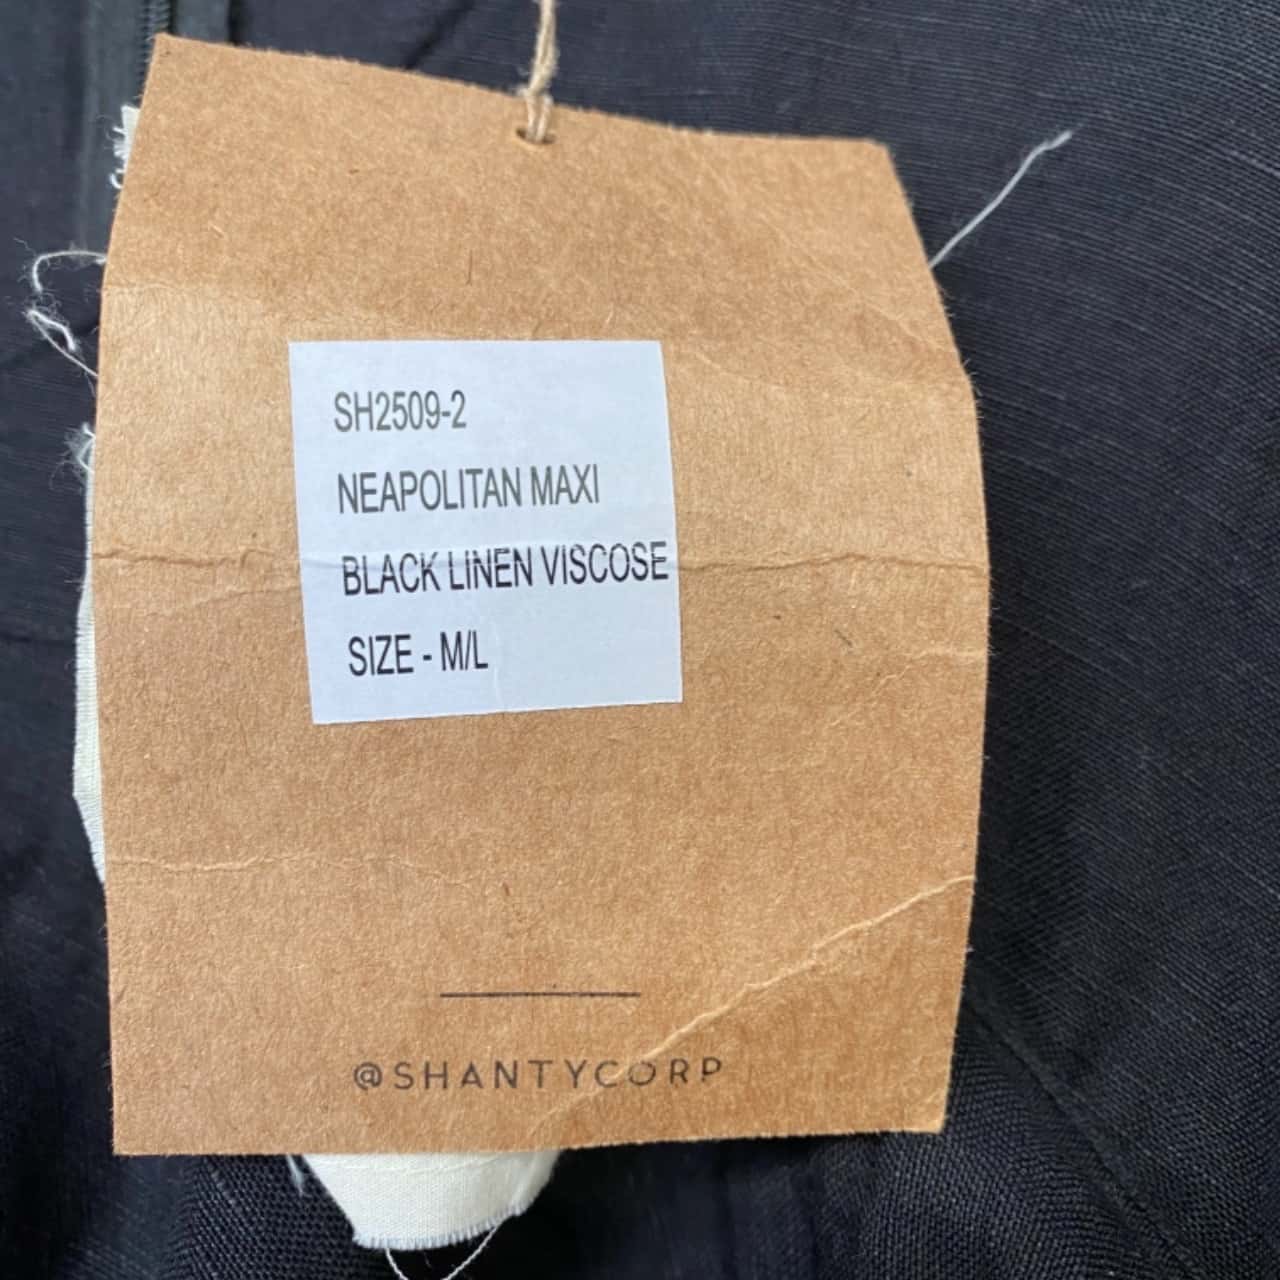 SH2509-2
NEAPOLITAN MAXI
BLACK LINEN VISCOSE
SIZE - M/L
@SHANTYCORP